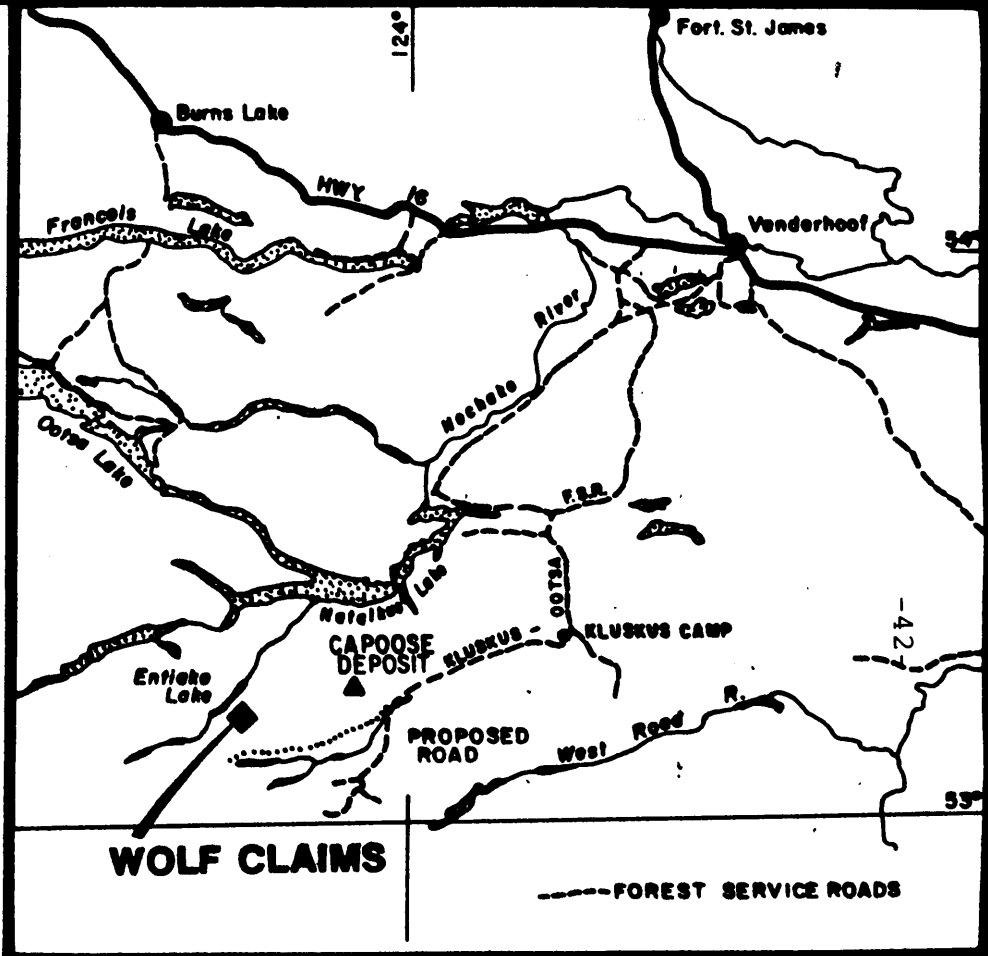 124°
Fort. St. James
Burns Lake
HWY 16
Francois Lake
Vanderhoof
54°
River
Nechako
Ootsa Lake
F.S.R.
OOTSA
Natalkuz Lake
CAPOOSE
DEPOSIT
KLUSKUS -
KLUSKUS CAMP
-42-
Entiako
Lake
R.
PROPOSED
ROAD
West Road
53°
WOLF CLAIMS
FOREST SERVICE ROADS